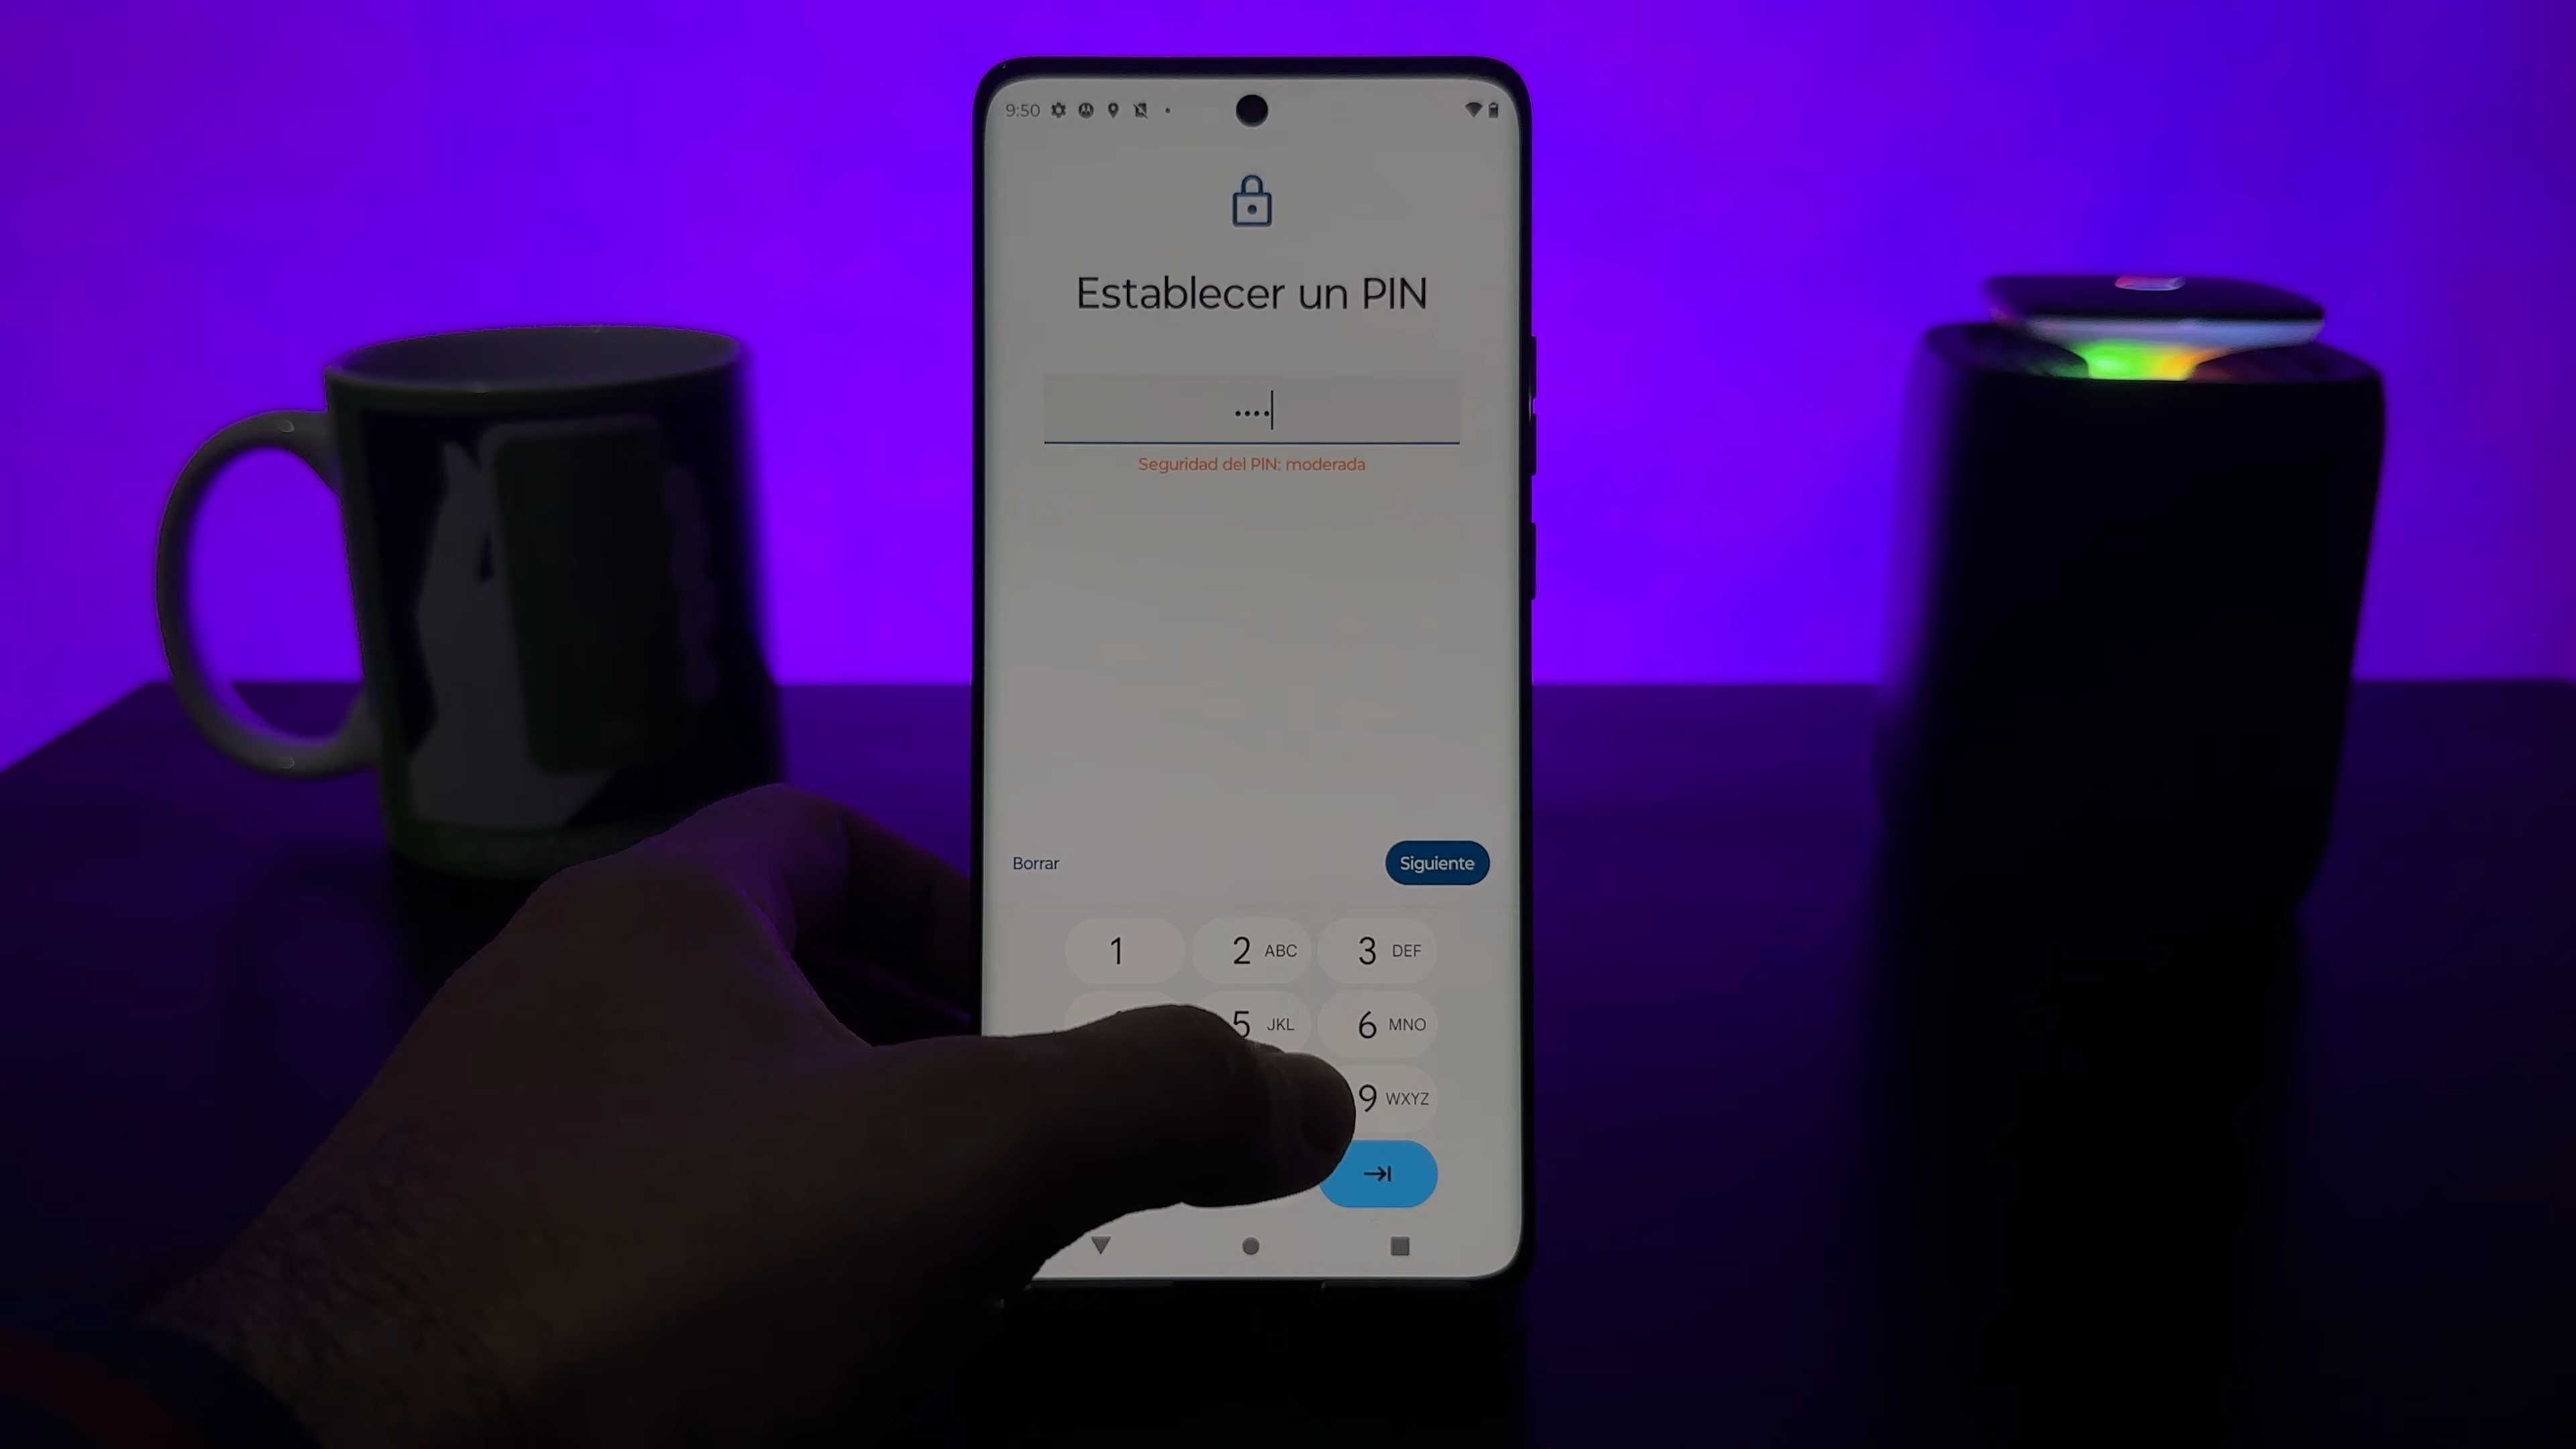 9:50
Establecer un PIN
••••
Seguridad del PIN: moderada
Borrar
Siguiente
1
2 ABC
3 DEF
5 JKL
6 MNO
9 WXYZ